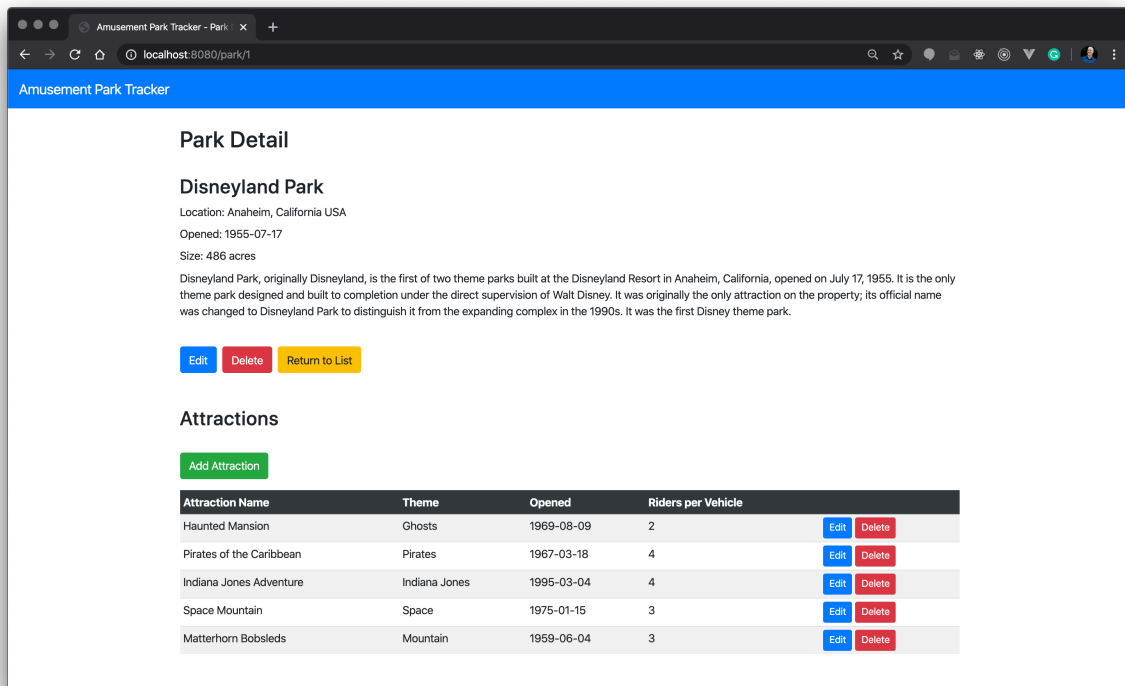 Amusement Park Tracker - Park
localhost:8080/park/1
Amusement Park Tracker
Park Detail
Disneyland Park
Location: Anaheim, California USA
Opened: 1955-07-17
Size: 486 acres
Disneyland Park, originally Disneyland, is the first of two theme parks built at the Disneyland Resort in Anaheim, California, opened on July 17, 1955. It is the only
theme park designed and built to completion under the direct supervision of Walt Disney. It was originally the only attraction on the property; its official name
was changed to Disneyland Park to distinguish it from the expanding complex in the 1990s. It was the first Disney theme park.
Edit Delete Return to List
Attractions
Add Attraction
Attraction Name Theme Opened Riders per Vehicle
Haunted Mansion Ghosts 1969-08-09 2 Edit Delete
Pirates of the Caribbean Pirates 1967-03-18 4 Edit Delete
Indiana Jones Adventure Indiana Jones 1995-03-04 4 Edit Delete
Space Mountain Space 1975-01-15 3 Edit Delete
Matterhorn Bobsleds Mountain 1959-06-04 3 Edit Delete